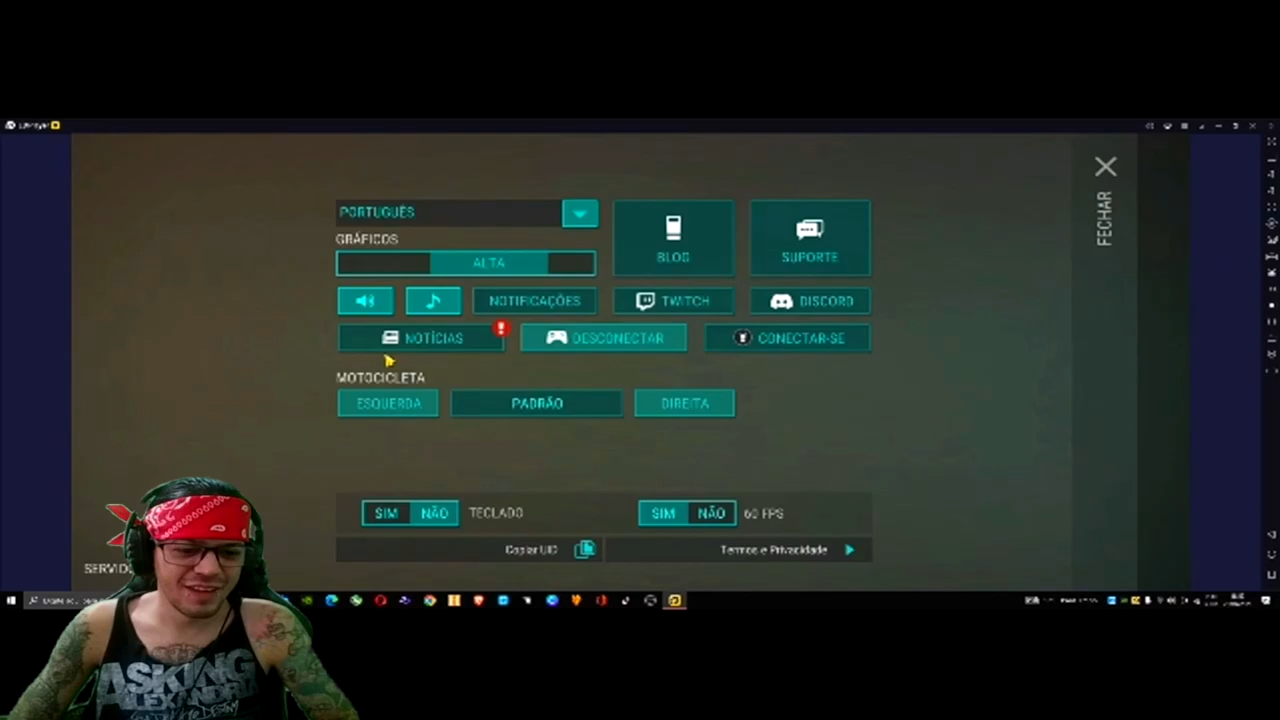 LDPlayer
PORTUGUÊS
GRÁFICOS
ALTA
BLOG
SUPORTE
FECHAR
NOTIFICAÇÕES
TWITCH
DISCORD
NOTÍCIAS
DESCONECTAR
CONECTAR-SE
MOTOCICLETA
ESQUERDA
PADRÃO
DIREITA
SIM NÃO TECLADO
SIM NÃO 60 FPS
Copiar UID
Termos e Privacidade
ASKING
ALEXANDRIA